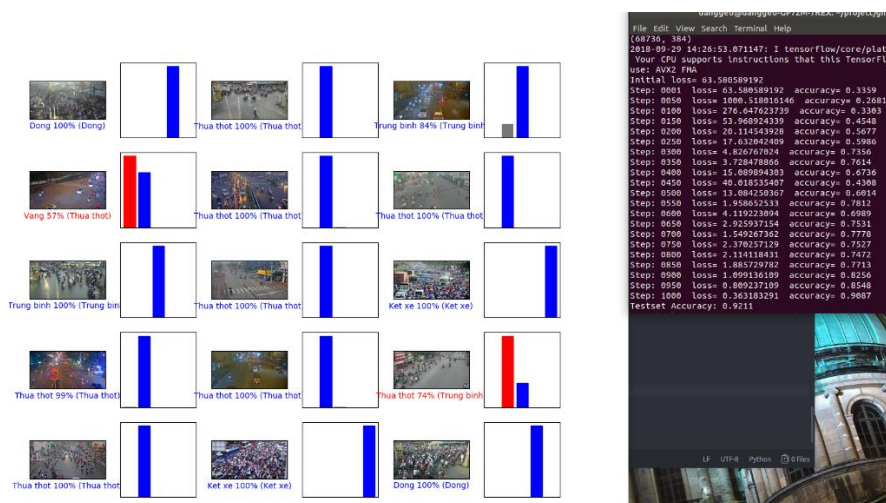 Dong 100% (Dong)
Thua thot 100% (Thua thot
Trung binh 84% (Trung binh
Vang 57% (Thua thot)
Thua thot 100% (Thua thot
Thua thot 100% (Thua thot)
Trung binh 100% (Trung bin
Thua thot 100% (Thua thot
Ket xe 100% (Ket xe)
Thua thot 99% (Thua thot)
Thua thot 100% (Thua thot
Thua thot 74% (Trung binh
Thua thot 100% (Thua thot
Ket xe 100% (Ket xe)
Dong 100% (Dong)
File Edit View Search Terminal Help
(68736, 384)
2018-09-29 14:26:53.071147: I tensorflow/core/plat
Your CPU supports instructions that this TensorFl
use: AVX2 FMA
Initial loss= 63.580589192
Step: 0001 loss= 63.580589192 accuracy= 0.3359
Step: 0050 loss= 1000.518016146 accuracy= 0.2681
Step: 0100 loss= 276.647623739 accuracy= 0.3303
Step: 0150 loss= 53.968924339 accuracy= 0.4548
Step: 0200 loss= 20.114543928 accuracy= 0.5677
Step: 0250 loss= 17.632042409 accuracy= 0.5986
Step: 0300 loss= 4.826767024 accuracy= 0.7356
Step: 0350 loss= 3.728478866 accuracy= 0.7614
Step: 0400 loss= 15.089894303 accuracy= 0.6736
Step: 0450 loss= 40.018535407 accuracy= 0.4308
Step: 0500 loss= 13.084250367 accuracy= 0.6014
Step: 0550 loss= 1.958652533 accuracy= 0.7812
Step: 0600 loss= 4.119223094 accuracy= 0.6989
Step: 0650 loss= 2.925937154 accuracy= 0.7531
Step: 0700 loss= 1.549267362 accuracy= 0.7778
Step: 0750 loss= 2.370257129 accuracy= 0.7527
Step: 0800 loss= 2.114118431 accuracy= 0.7472
Step: 0850 loss= 1.885729782 accuracy= 0.7713
Step: 0900 loss= 1.099136109 accuracy= 0.8256
Step: 0950 loss= 0.809237109 accuracy= 0.8548
Step: 1000 loss= 0.363183291 accuracy= 0.9087
Testset Accuracy: 0.9211
LF UTF-8 Python 0 files